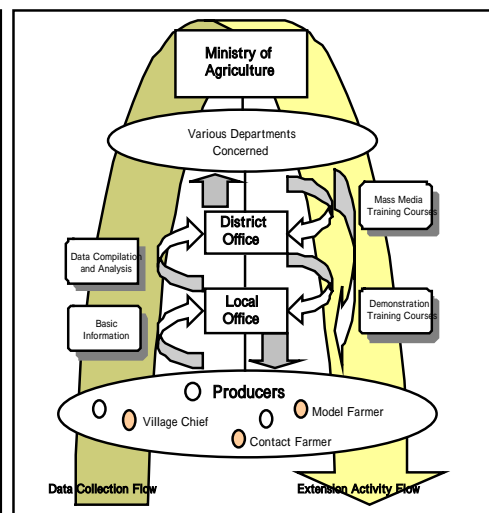 Ministry of
Agriculture
Various Departments
Concerned
Mass Media
Training Courses
District
Office
Data Compilation
and Analysis
Local
Office
Demonstration
Training Courses
Basic
Information
Producers
Model Farmer
Village Chief
Contact Farmer
Data Collection Flow
Extension Activity Flow